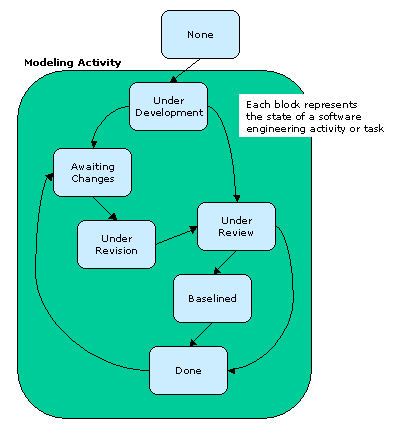 None
Modeling Activity
Under
Development
Each block represents
the state of a software
engineering activity or task
Awaiting
Changes
Under
Revision
Under
Review
Baselined
Done